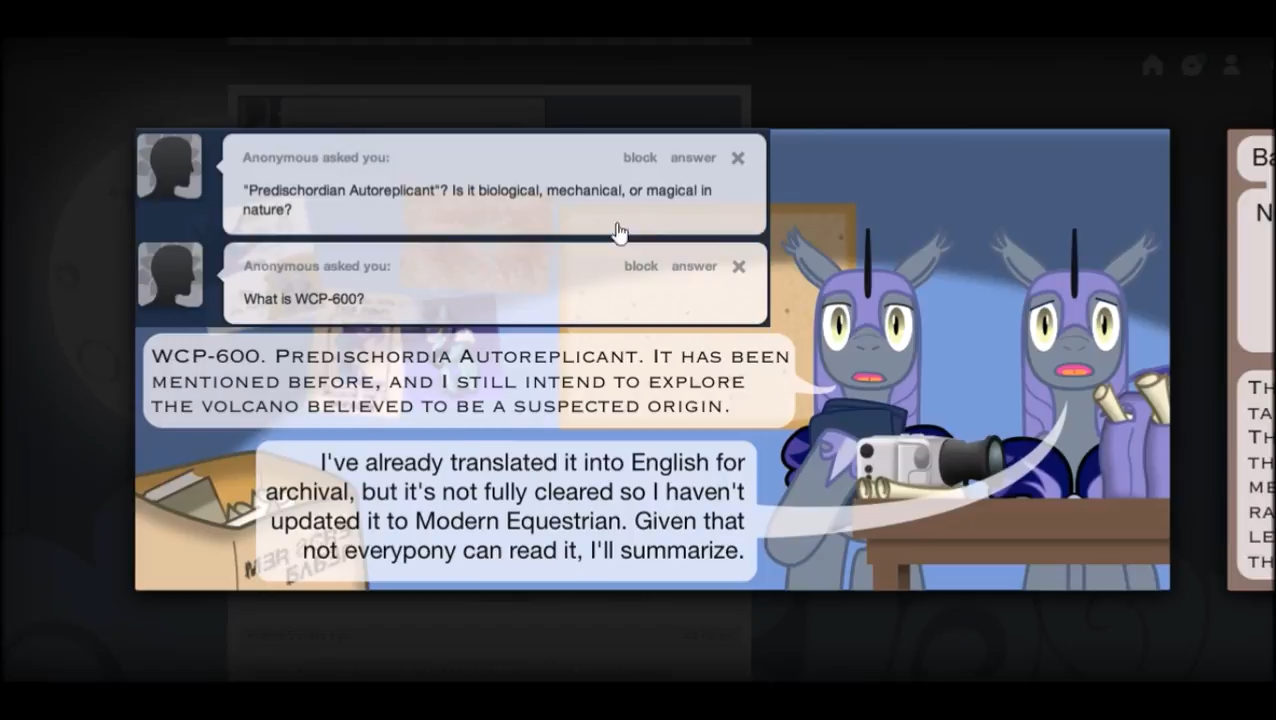 Anonymous asked you: block answer
"Predischordian Autoreplicant"? Is it biological, mechanical, or magical in
nature?
Anonymous asked you: block answer
What is WCP-600?
WCP-600. PREDISCHORDIA AUTOREPLICANT. IT HAS BEEN
MENTIONED BEFORE, AND I STILL INTEND TO EXPLORE
THE VOLCANO BELIEVED TO BE A SUSPECTED ORIGIN.
I've already translated it into English for
archival, but it's not fully cleared so I haven't
updated it to Modern Equestrian. Given that
not everypony can read it, I'll summarize.